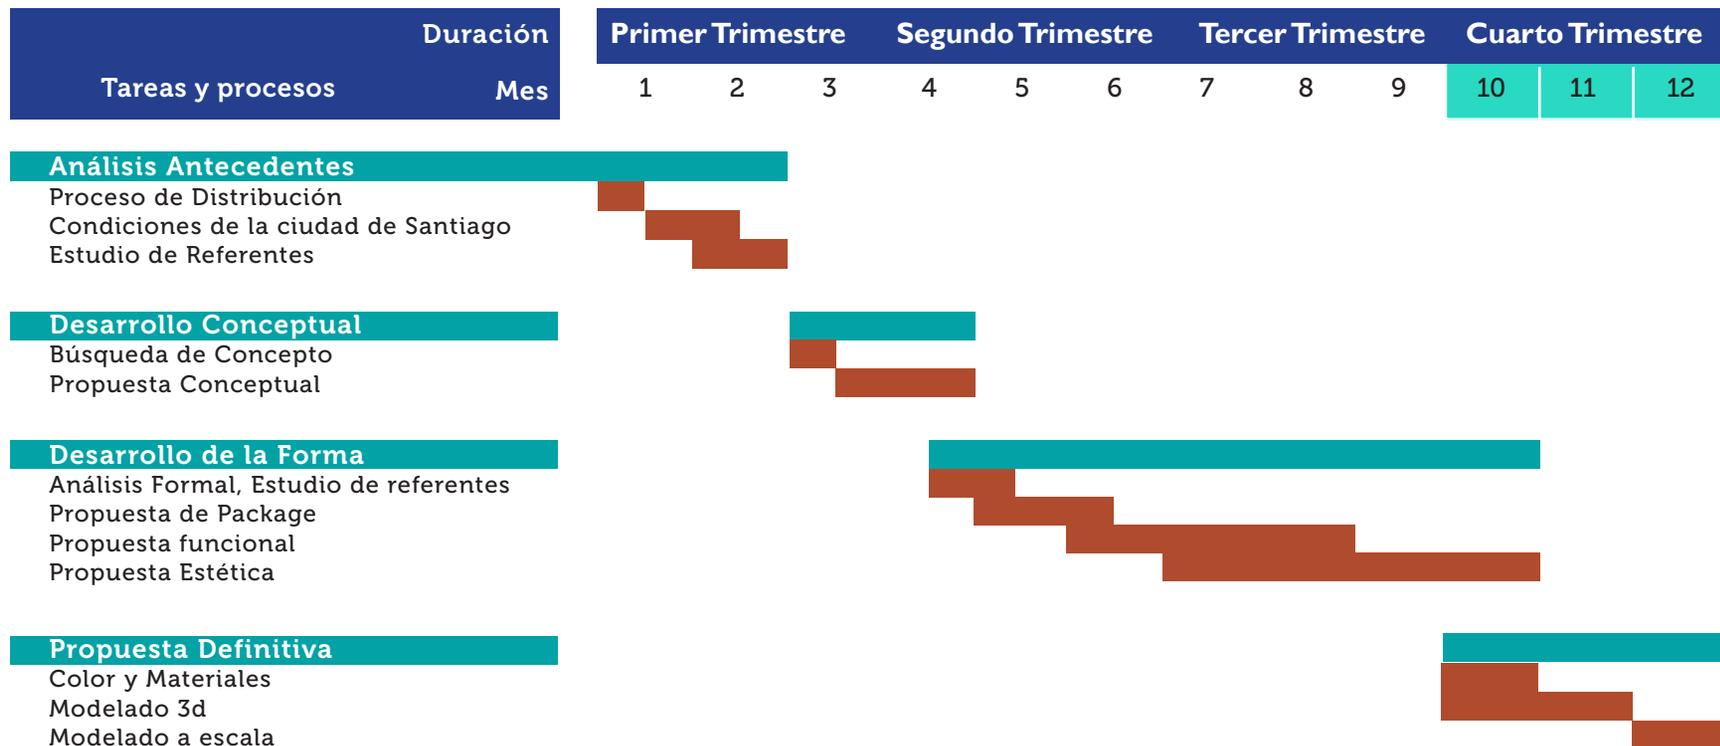 Duración
Primer Trimestre Segundo Trimestre Tercer Trimestre Cuarto Trimestre
Tareas y procesos Mes
1 2 3 4 5 6 7 8 9 10 11 12
Análisis Antecedentes
Proceso de Distribución
Condiciones de la ciudad de Santiago
Estudio de Referentes
Desarrollo Conceptual
Búsqueda de Concepto
Propuesta Conceptual
Desarrollo de la Forma
Análisis Formal, Estudio de referentes
Propuesta de Package
Propuesta funcional
Propuesta Estética
Propuesta Definitiva
Color y Materiales
Modelado 3d
Modelado a escala